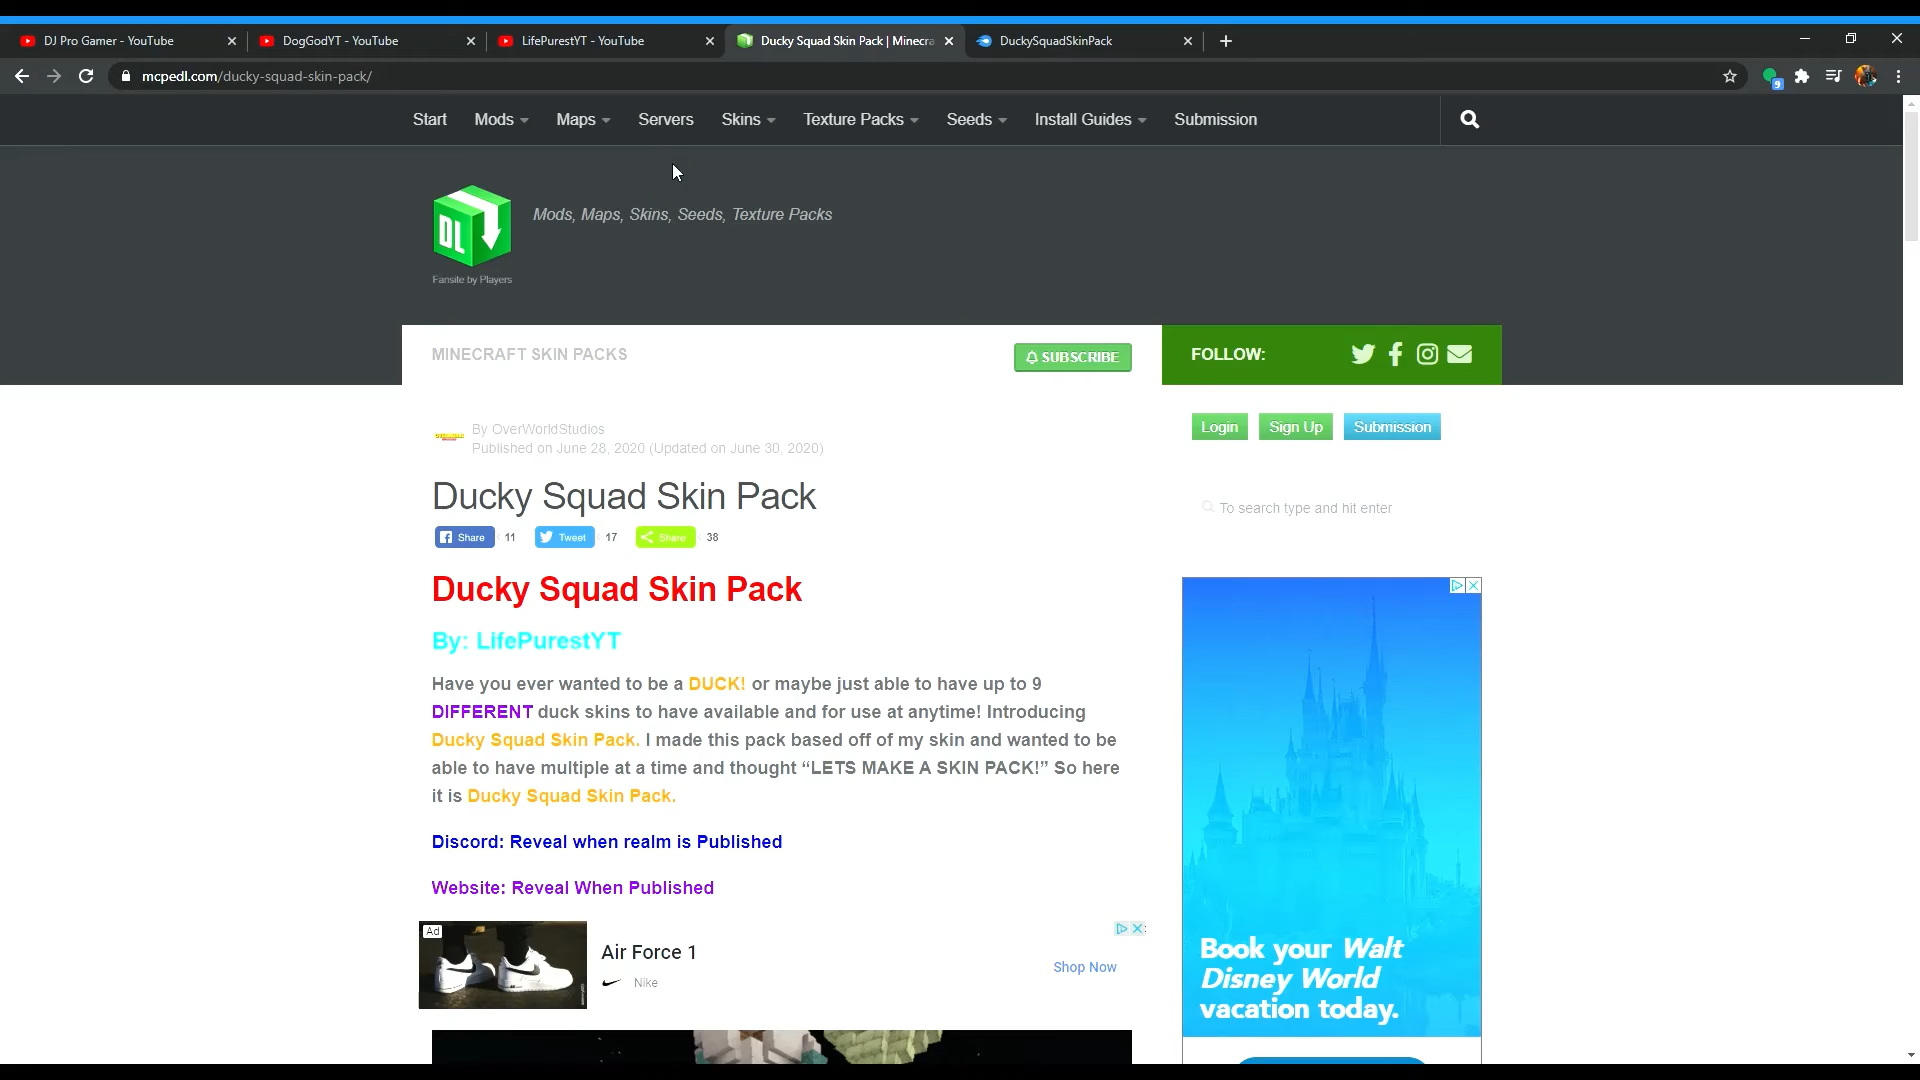 DJ Pro Gamer - YouTube
DogGodYT - YouTube
LifePurestYT - YouTube
Ducky Squad Skin Pack | Minecra
DuckySquadSkinPack
mcpedl.com/ducky-squad-skin-pack/
9
Start
Mods
Maps
Servers
Skins
Texture Packs
Seeds
Install Guides
Submission
DL
Fansite by Players
Mods, Maps, Skins, Seeds, Texture Packs
MINECRAFT SKIN PACKS
SUBSCRIBE
FOLLOW:
By OverWorldStudios
Published on June 28, 2020 (Updated on June 30, 2020)
Login
Sign Up
Submission
Ducky Squad Skin Pack
To search type and hit enter
Share 11
Tweet 17
Share 38
Ducky Squad Skin Pack
By: LifePurestYT
Have you ever wanted to be a DUCK! or maybe just able to have up to 9
DIFFERENT duck skins to have available and for use at anytime! Introducing
Ducky Squad Skin Pack. I made this pack based off of my skin and wanted to be
able to have multiple at a time and thought “LETS MAKE A SKIN PACK!” So here
it is Ducky Squad Skin Pack.
Discord: Reveal when realm is Published
Website: Reveal When Published
Ad
Air Force 1
Nike
Shop Now
Book your Walt
Disney World
vacation today.